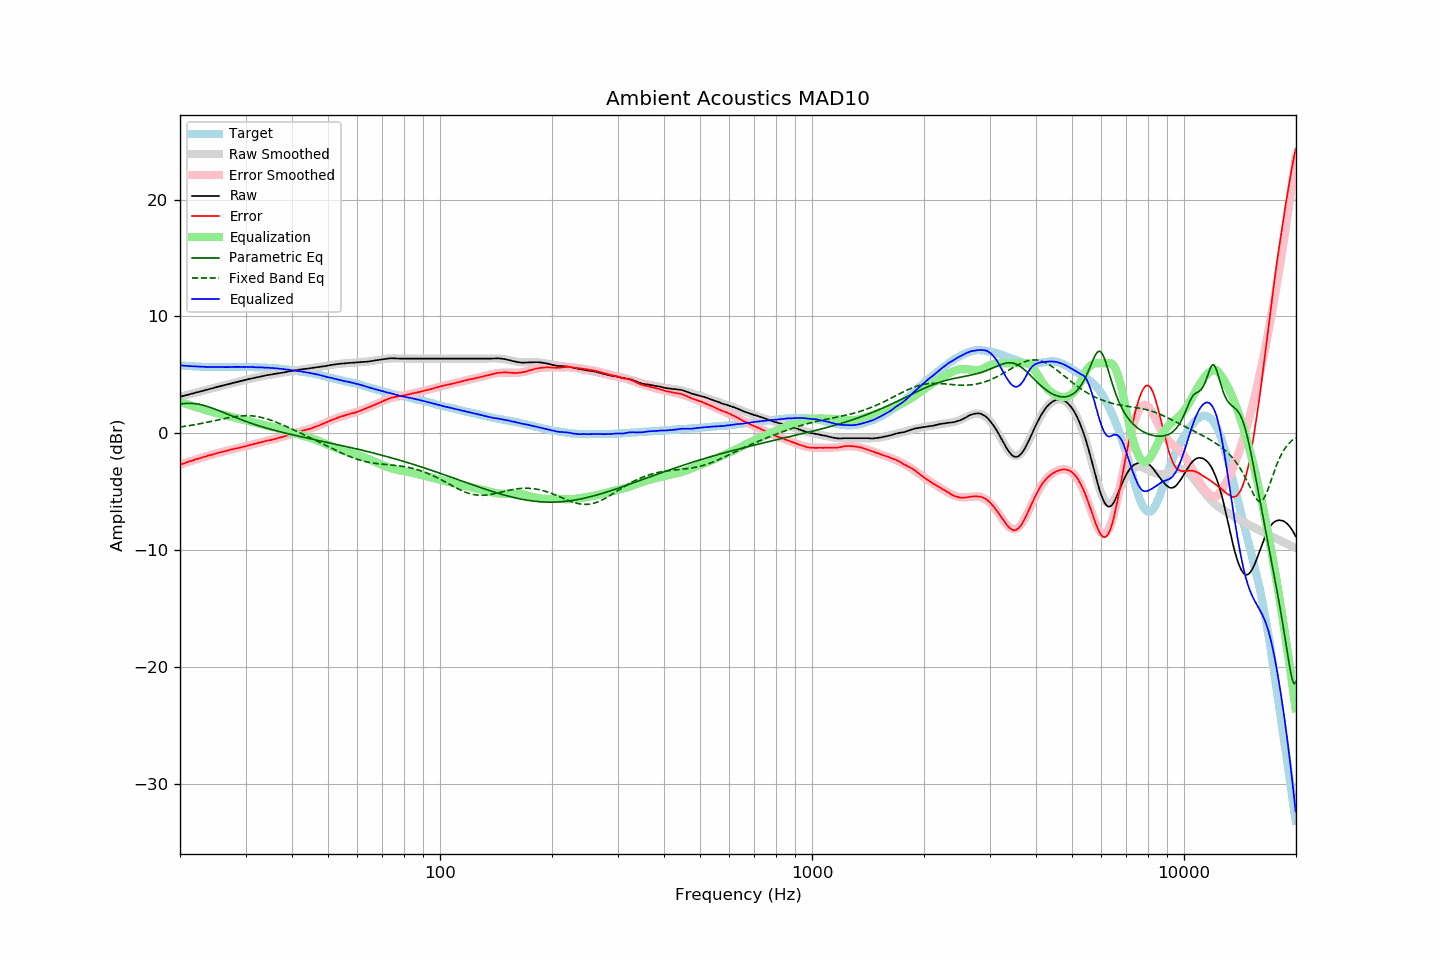 Ambient Acoustics MAD10
Target
Raw Smoothed
Error Smoothed
Raw
Error
Equalization
Parametric Eq
Fixed Band Eq
Equalized
20
10
0
−10
−20
−30
Amplitude (dBr)
100
1000
10000
Frequency (Hz)